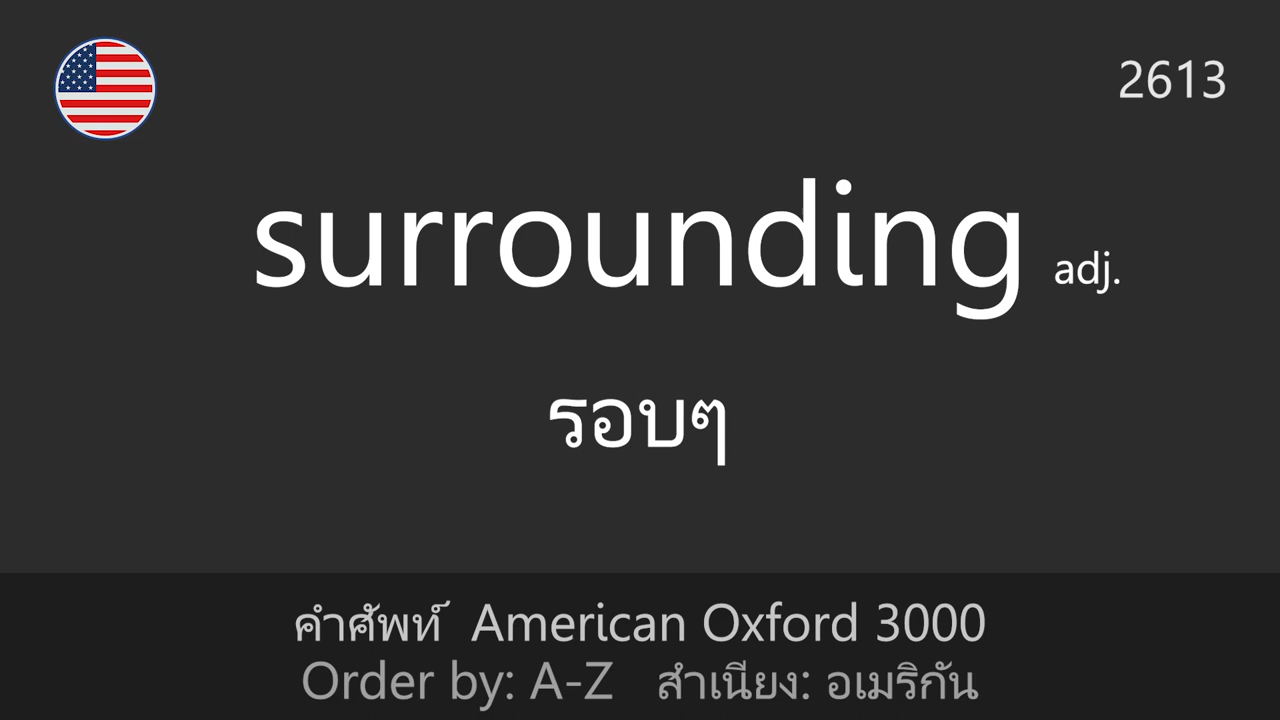 2613
surrounding adj.
รอบๆ
คำศัพท์ American Oxford 3000
Order by: A-Z สำเนียง: อเมริกัน